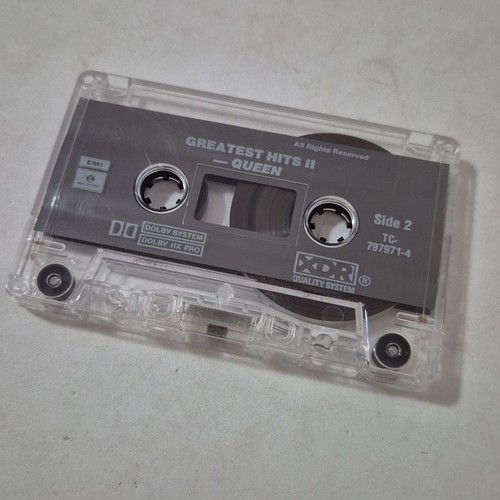 All Rights Reserved
GREATEST HITS II
— QUEEN
EMI
Side 2
TC-
797971-4
DOLBY SYSTEM
DOLBY HX PRO
XDR®
QUALITY SYSTEM